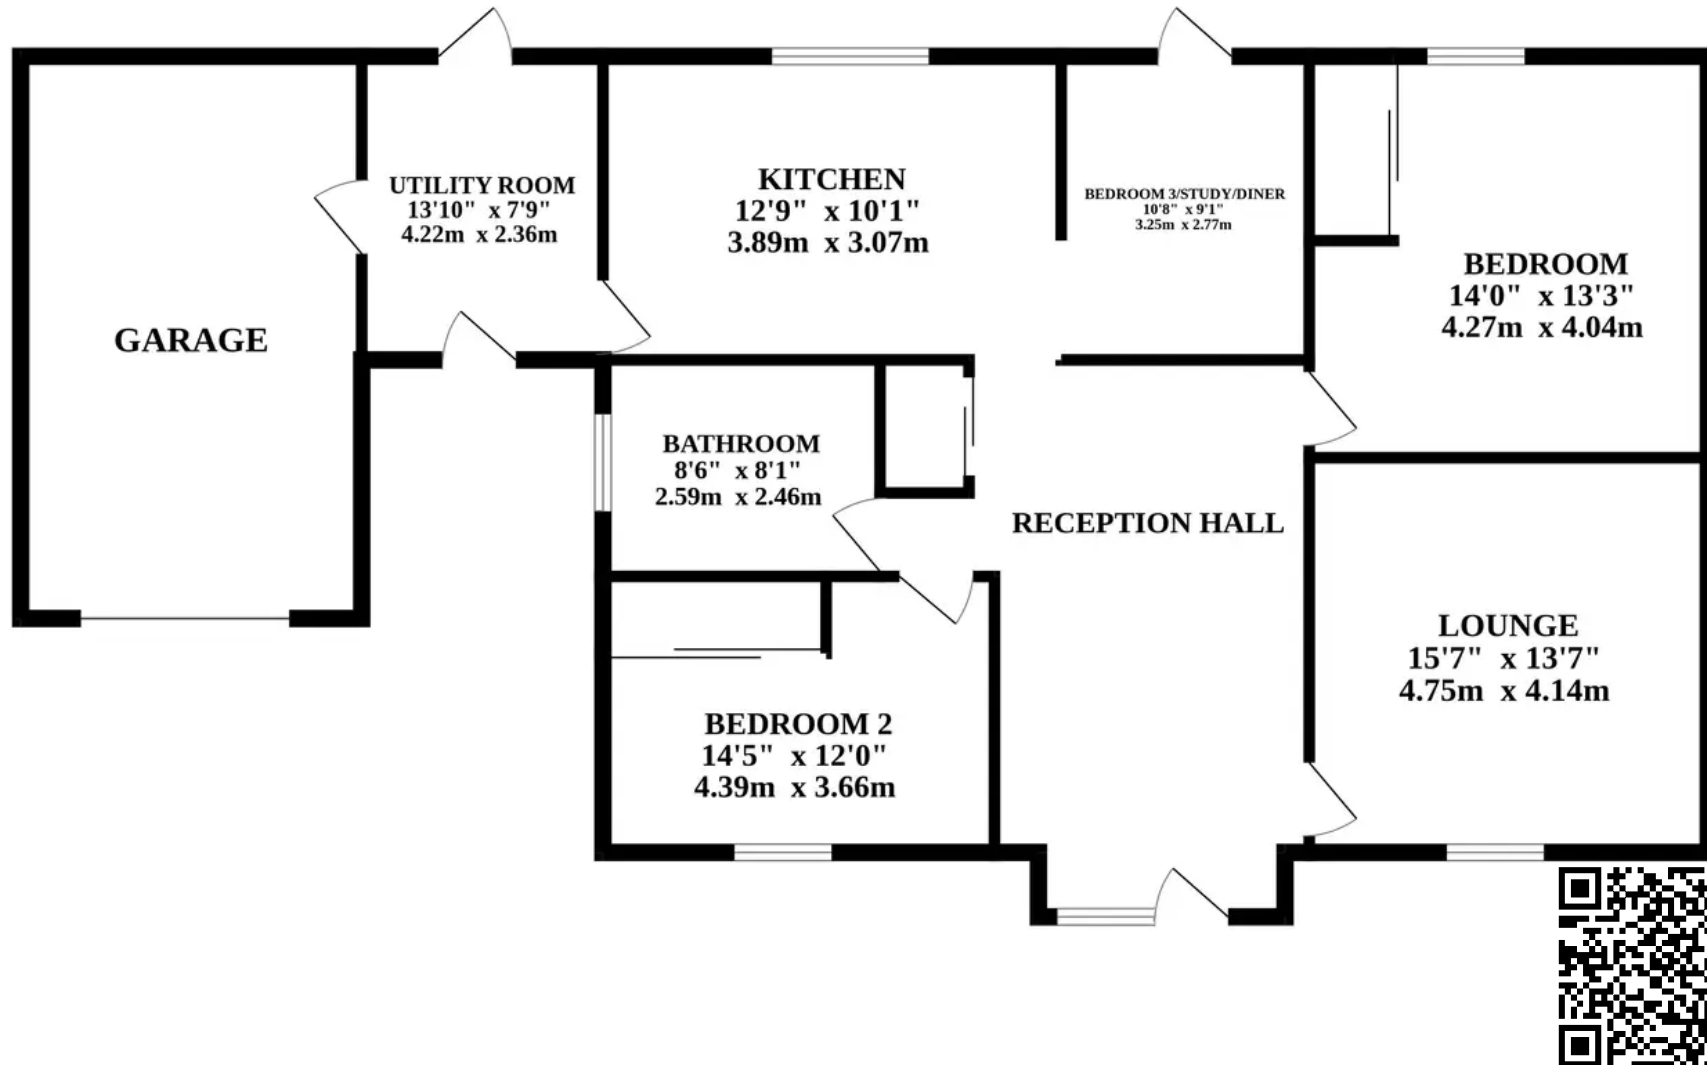 GARAGE
UTILITY ROOM
13'10" x 7'9"
4.22m x 2.36m
KITCHEN
12'9" x 10'1"
3.89m x 3.07m
BEDROOM 3/STUDY/DINER
10'8" x 9'1"
3.25m x 2.77m
BEDROOM
14'0" x 13'3"
4.27m x 4.04m
BATHROOM
8'6" x 8'1"
2.59m x 2.46m
RECEPTION HALL
BEDROOM 2
14'5" x 12'0"
4.39m x 3.66m
LOUNGE
15'7" x 13'7"
4.75m x 4.14m